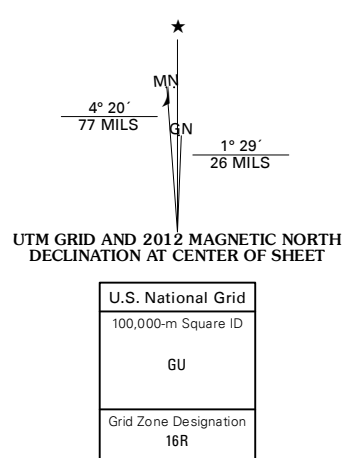 ★
MN
4° 20´
77 MILS
GN
1° 29´
26 MILS
UTM GRID AND 2012 MAGNETIC NORTH
DECLINATION AT CENTER OF SHEET
U.S. National Grid
100,000-m Square ID
GU
Grid Zone Designation
16R